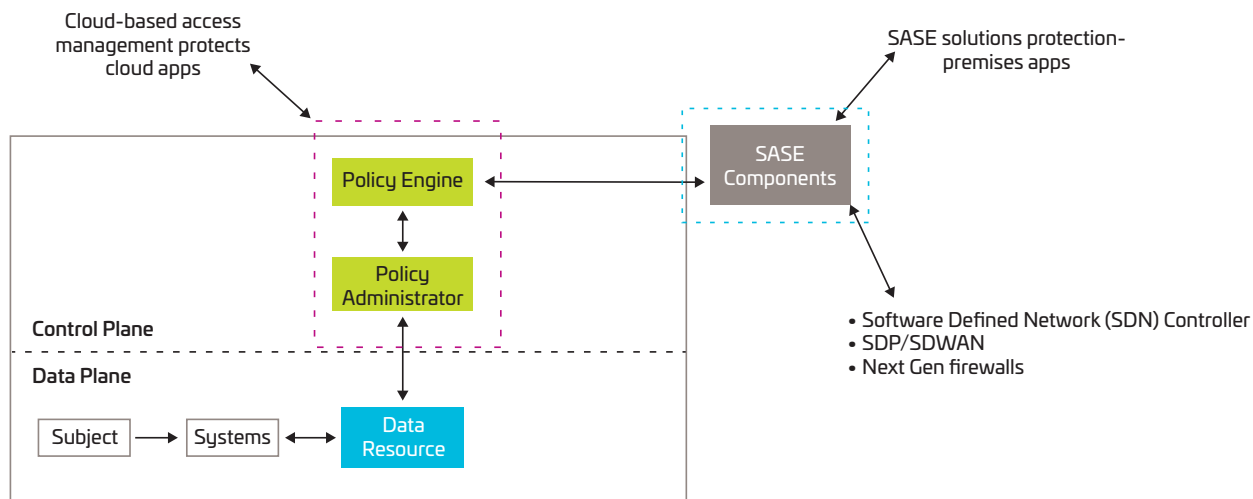 Cloud-based access
management protects
cloud apps
SASE solutions protection-
premises apps
SASE
Components
Policy Engine
Policy
Administrator
Control Plane
• Software Defined Network (SDN) Controller
• SDP/SDWAN
• Next Gen firewalls
Data Plane
Subject
Systems
Data
Resource